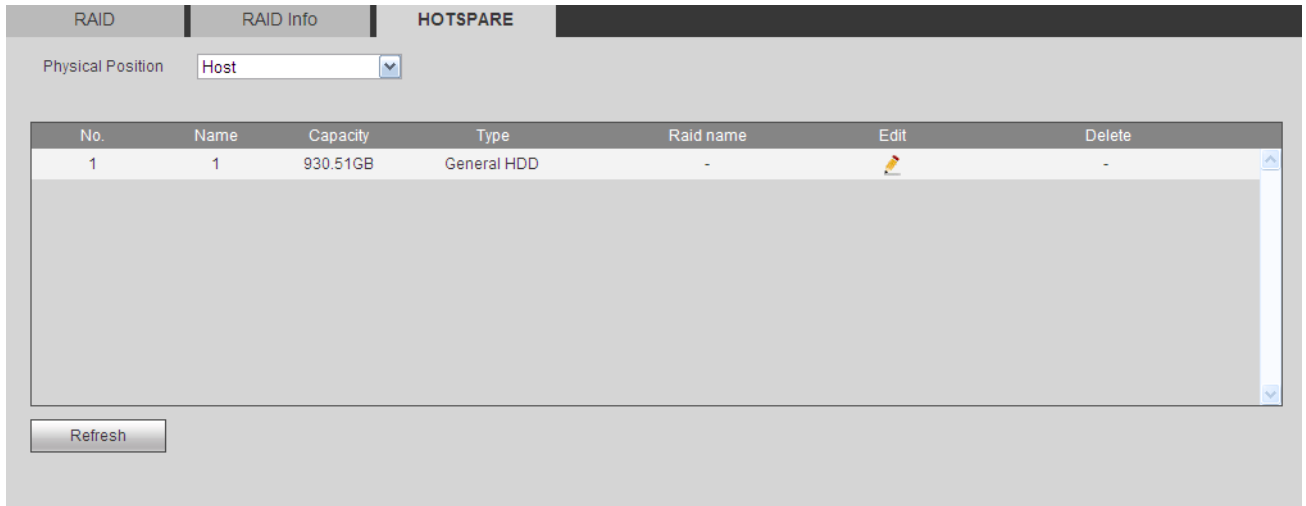 RAID RAID Info HOTSPARE
Physical Position Host
No. Name Capacity Type Raid name Edit Delete
1 1 930.51GB General HDD - -
Refresh